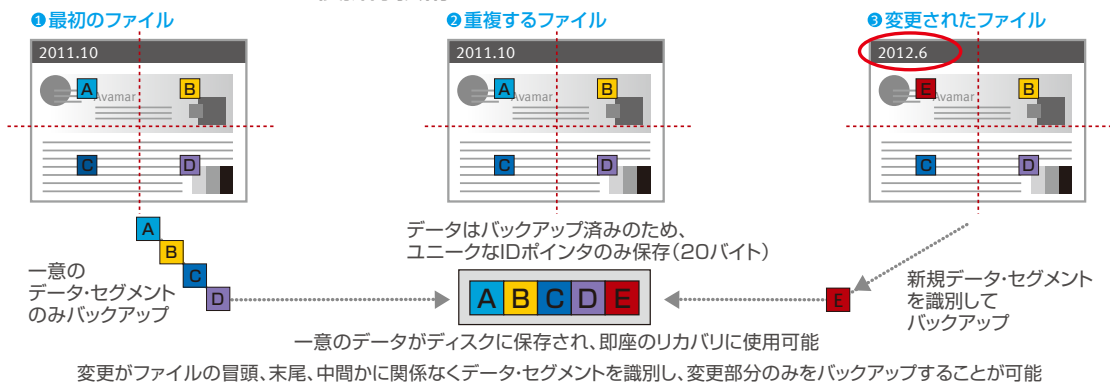 ❶最初のファイル
❷重複するファイル
❸変更されたファイル
2011.10
A
B
Avamar
C
D
2011.10
A
B
Avamar
C
D
2012.6
E
B
Avamar
C
D
A
B
C
D
一意の
データ・セグメント
のみバックアップ
データはバックアップ済みのため、
ユニークなIDポインタのみ保存（20バイト）
A B C D E
E
新規データ・セグメント
を識別して
バックアップ
一意のデータがディスクに保存され、即座のリカバリに使用可能
変更がファイルの冒頭、末尾、中間かに関係なくデータ・セグメントを識別し、変更部分のみをバックアップすることが可能